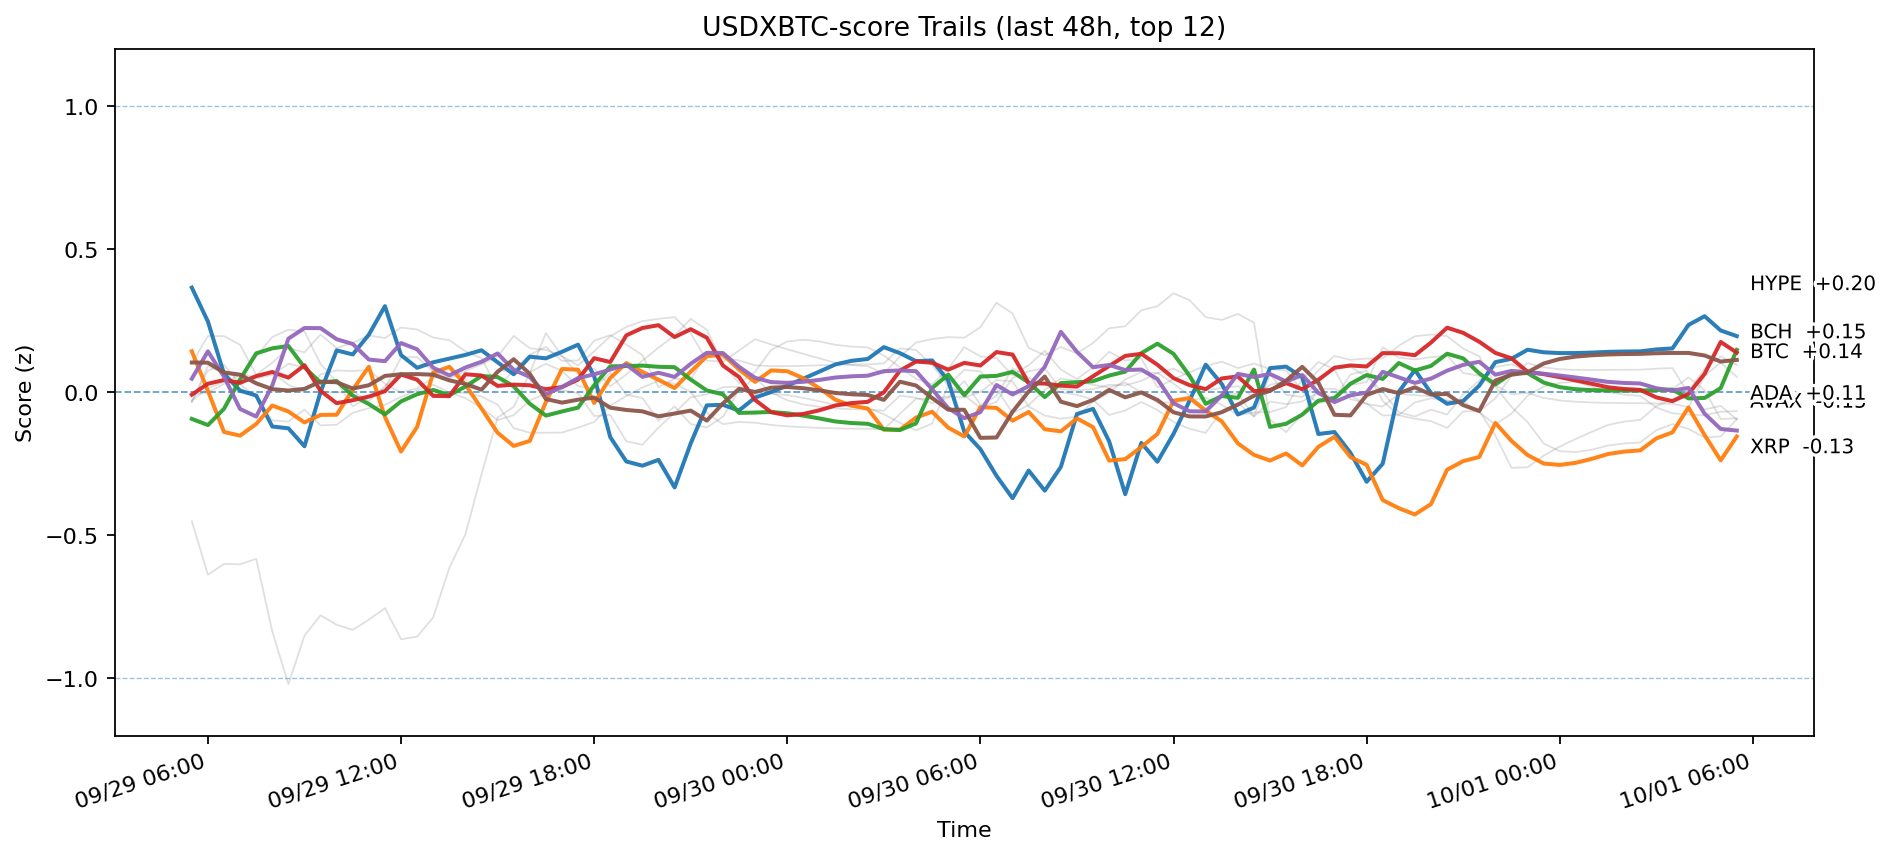 USDXBTC-score Trails (last 48h, top 12)
1.0
0.5
0.0
−0.5
−1.0
Score (z)
HYPE +0.20
BCH +0.15
BTC +0.14
ADA +0.11
AVAX -0.13
XRP -0.13
09/29 06:00
09/29 12:00
09/29 18:00
09/30 00:00
09/30 06:00
09/30 12:00
09/30 18:00
10/01 00:00
10/01 06:00
Time